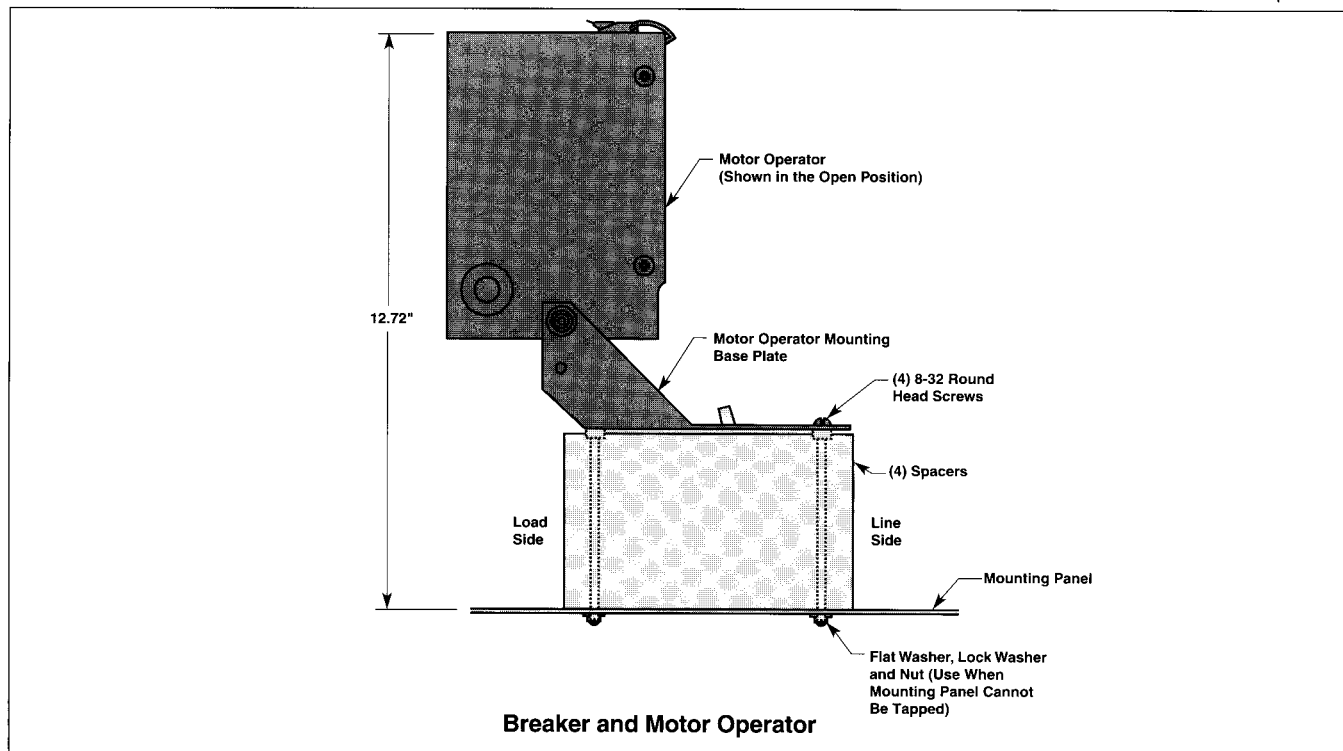 Motor Operator
(Shown in the Open Position)
12.72"
Motor Operator Mounting
Base Plate
(4) 8-32 Round
Head Screws
(4) Spacers
Load
Side
Line
Side
Mounting Panel
Flat Washer, Lock Washer
and Nut (Use When
Mounting Panel Cannot
Be Tapped)
Breaker and Motor Operator